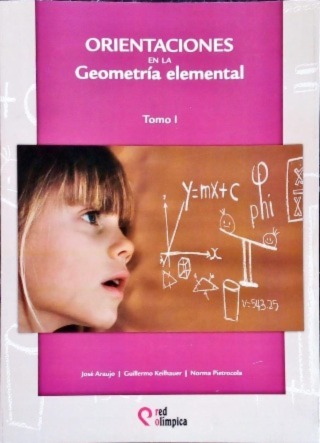 ORIENTACIONES
EN LA
Geometría elemental
Tomo I
y=mx+c
φ
phi
x
V=543.25
José Araujo | Guillermo Keilhauer | Norma Pietrocola
red
olímpica